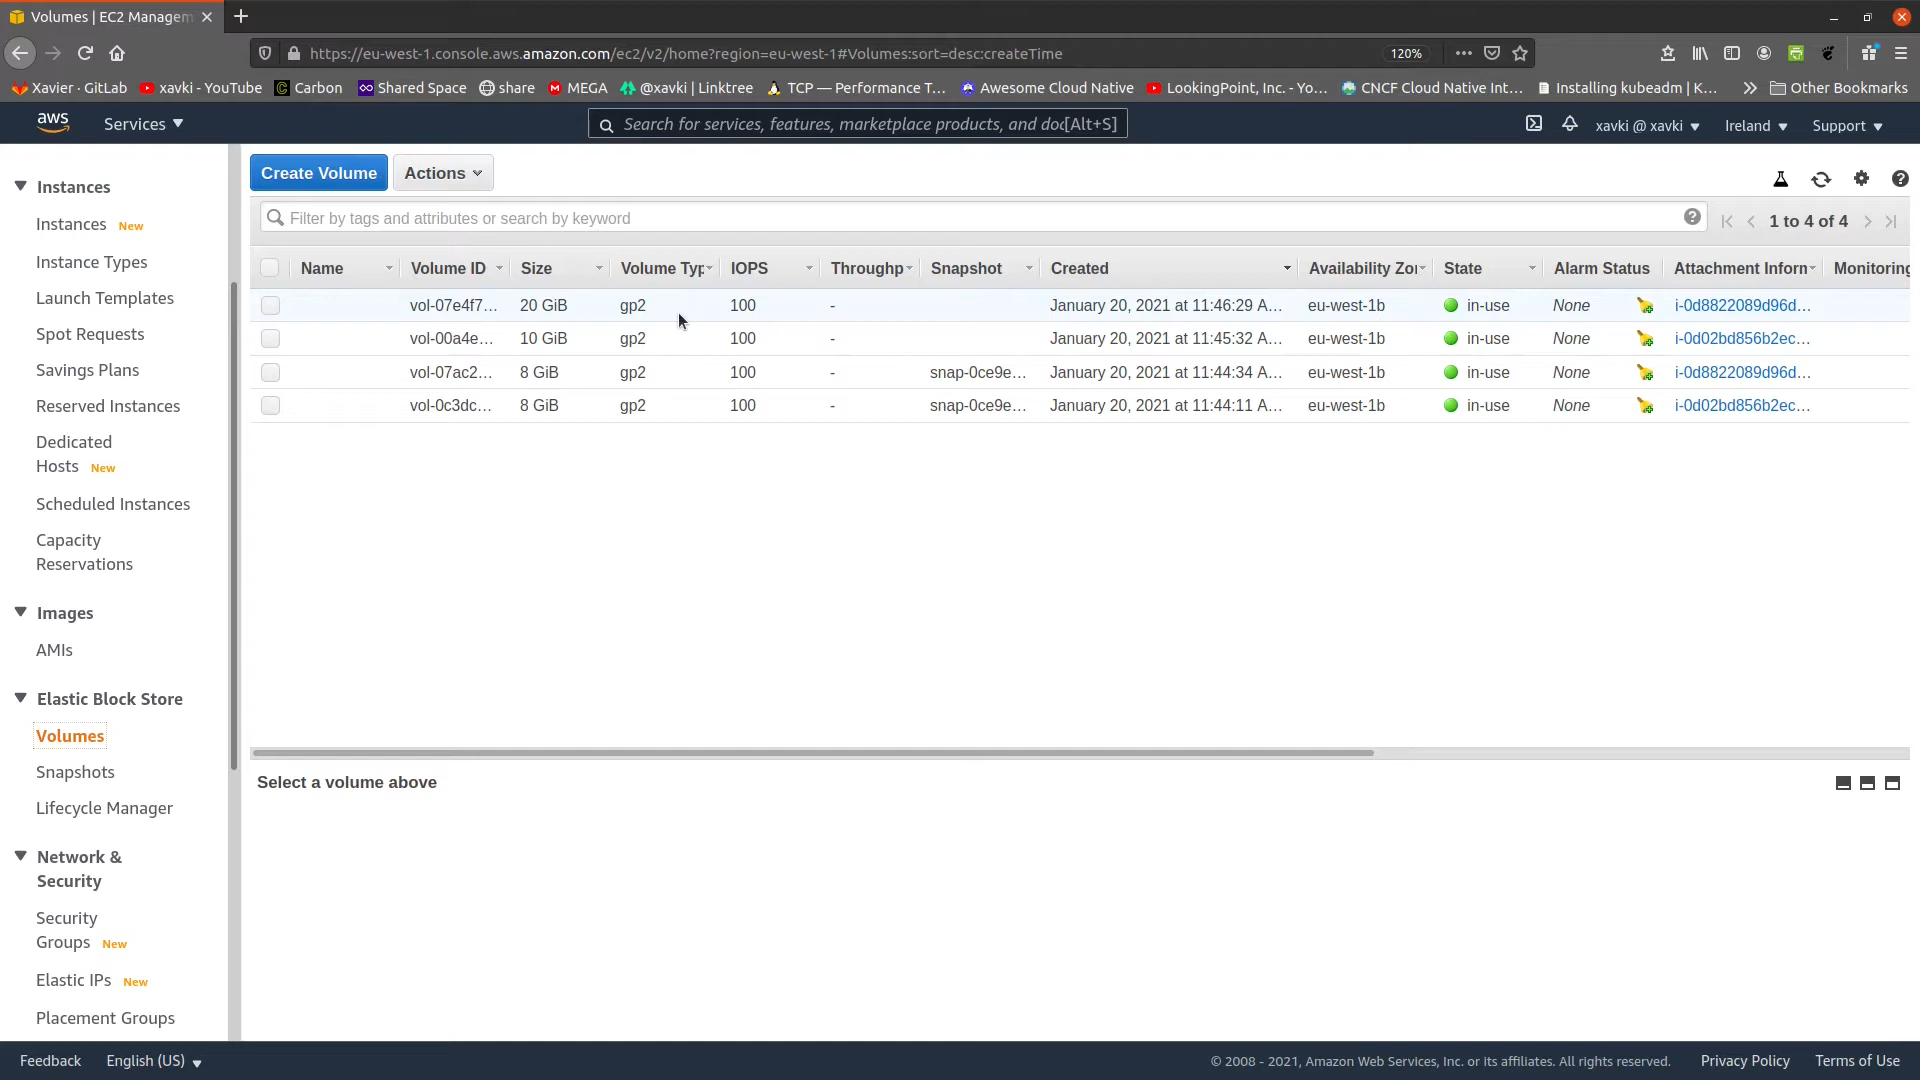 Volumes | EC2 Managem
https://eu-west-1.console.aws.amazon.com/ec2/v2/home?region=eu-west-1#Volumes:sort=desc:createTime
120%
Xavier · GitLab
xavki - YouTube
Carbon
Shared Space
share
MEGA
@xavki | Linktree
TCP — Performance T...
Awesome Cloud Native
LookingPoint, Inc. - Yo...
CNCF Cloud Native Int...
Installing kubeadm | K...
Other Bookmarks
aws
Services
Search for services, features, marketplace products, and doc[Alt+S]
xavki @ xavki
Ireland
Support
Instances
Instances New
Instance Types
Launch Templates
Spot Requests
Savings Plans
Reserved Instances
Dedicated
Hosts New
Scheduled Instances
Capacity
Reservations
Images
AMIs
Elastic Block Store
Volumes
Snapshots
Lifecycle Manager
Network &
Security
Security
Groups New
Elastic IPs New
Placement Groups
Create Volume
Actions
Filter by tags and attributes or search by keyword
1 to 4 of 4
Name Volume ID Size Volume Typ IOPS Throughp Snapshot Created Availability Zo State Alarm Status Attachment Inform Monitoring
vol-07e4f7... 20 GiB gp2 100 - January 20, 2021 at 11:46:29 A... eu-west-1b in-use None i-0d8822089d96d...
vol-00a4e... 10 GiB gp2 100 - January 20, 2021 at 11:45:32 A... eu-west-1b in-use None i-0d02bd856b2ec...
vol-07ac2... 8 GiB gp2 100 - snap-0ce9e... January 20, 2021 at 11:44:34 A... eu-west-1b in-use None i-0d8822089d96d...
vol-0c3dc... 8 GiB gp2 100 - snap-0ce9e... January 20, 2021 at 11:44:11 A... eu-west-1b in-use None i-0d02bd856b2ec...
Select a volume above
Feedback
English (US)
© 2008 - 2021, Amazon Web Services, Inc. or its affiliates. All rights reserved.
Privacy Policy
Terms of Use